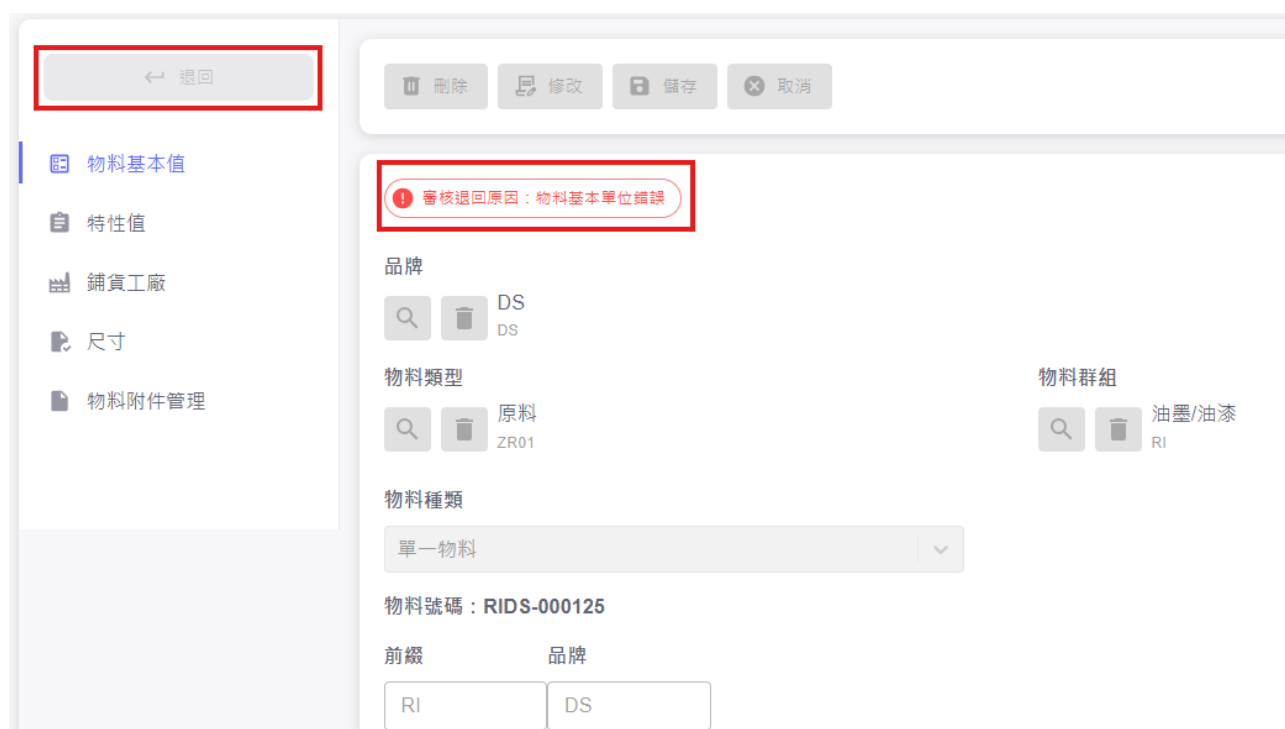 退回
物料基本值
特性值
鋪貨工廠
尺寸
物料附件管理
刪除 修改 儲存 取消
審核退回原因：物料基本單位錯誤
品牌
DS
DS
物料類型 物料群組
原料 油墨/油漆
ZR01 RI
物料種類
單一物料
物料號碼：RIDS-000125
前綴 品牌
RI DS